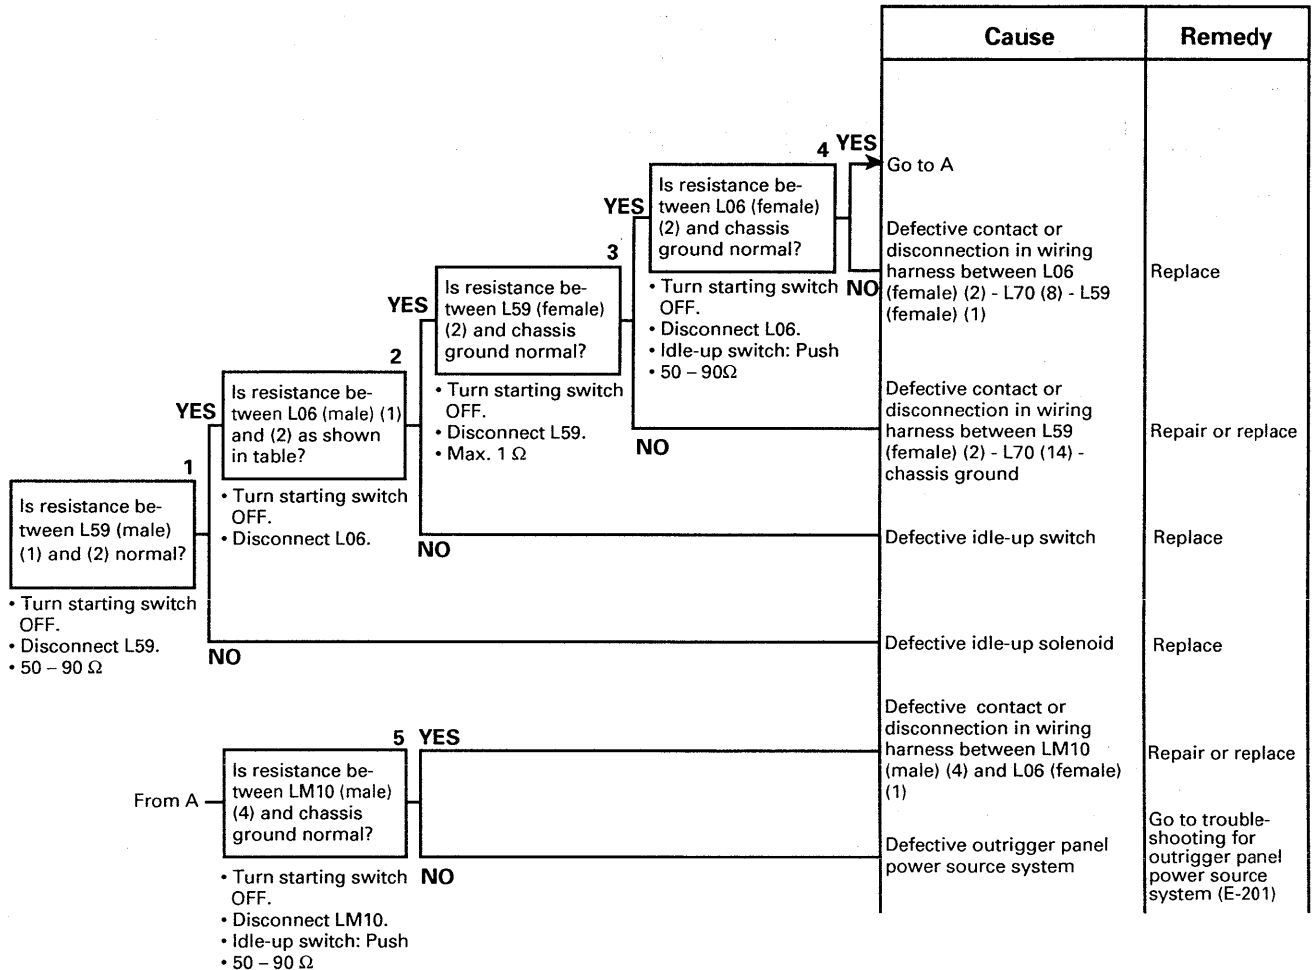 Cause
Remedy
4 YES
Go to A
Is resistance be-
tween L06 (female)
(2) and chassis
ground normal?
YES
• Turn starting switch
OFF.
• Disconnect L06.
• Idle-up switch: Push
• 50 – 90Ω
NO
Defective contact or
disconnection in wiring
harness between L06
(female) (2) - L70 (8) - L59
(female) (1)
Replace
3
Is resistance be-
tween L59 (female)
(2) and chassis
ground normal?
YES
• Turn starting switch
OFF.
• Disconnect L59.
• Max. 1 Ω
NO
Defective contact or
disconnection in wiring
harness between L59
(female) (2) - L70 (14) -
chassis ground
Repair or replace
2
Is resistance be-
tween L06 (male) (1)
and (2) as shown
in table?
YES
• Turn starting switch
OFF.
• Disconnect L06.
NO
Defective idle-up switch
Replace
1
Is resistance be-
tween L59 (male)
(1) and (2) normal?
• Turn starting switch
OFF.
• Disconnect L59.
• 50 – 90 Ω
NO
Defective idle-up solenoid
Replace
5 YES
From A
Is resistance be-
tween LM10 (male)
(4) and chassis
ground normal?
• Turn starting switch
OFF.
• Disconnect LM10.
• Idle-up switch: Push
• 50 – 90 Ω
NO
Defective contact or
disconnection in wiring
harness between LM10
(male) (4) and L06 (female)
(1)
Repair or replace
Defective outrigger panel
power source system
Go to trouble-
shooting for
outrigger panel
power source
system (E-201)